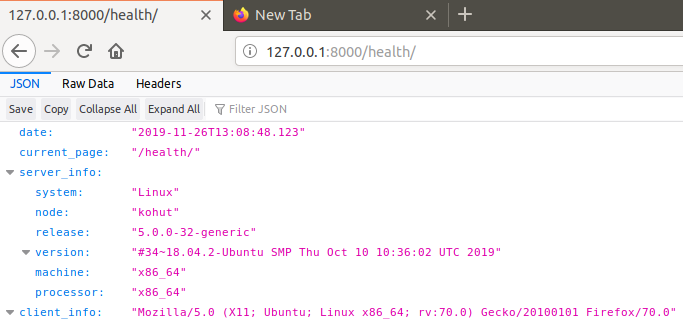 127.0.0.1:8000/health/
New Tab
127.0.0.1:8000/health/
JSON Raw Data Headers
Save Copy Collapse All Expand All Filter JSON
date: "2019-11-26T13:08:48.123"
current_page: "/health/"
server_info:
system: "Linux"
node: "kohut"
release: "5.0.0-32-generic"
version: "#34~18.04.2-Ubuntu SMP Thu Oct 10 10:36:02 UTC 2019"
machine: "x86_64"
processor: "x86_64"
client_info: "Mozilla/5.0 (X11; Ubuntu; Linux x86_64; rv:70.0) Gecko/20100101 Firefox/70.0"